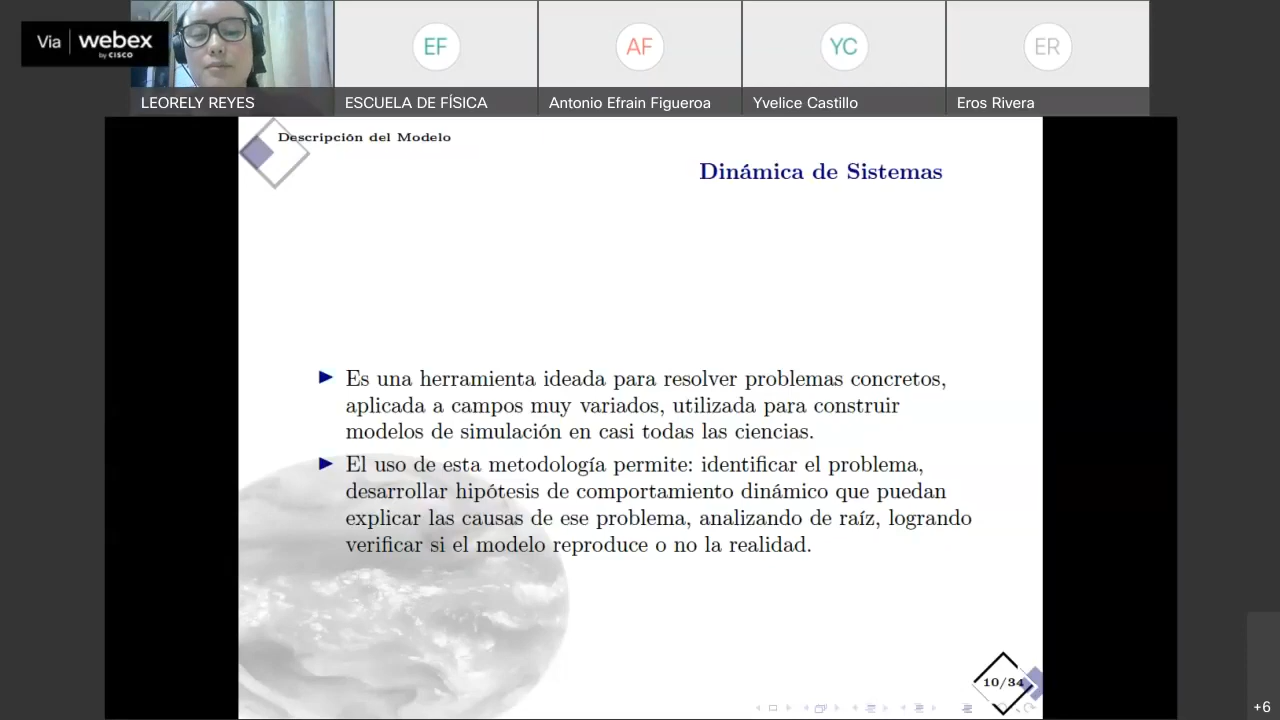 Via webex
by CISCO
EF
AF
YC
ER
LEORELY REYES
ESCUELA DE FÍSICA
Antonio Efrain Figueroa
Yvelice Castillo
Eros Rivera
Descripción del Modelo
Dinámica de Sistemas
Es una herramienta ideada para resolver problemas concretos,
aplicada a campos muy variados, utilizada para construir
modelos de simulación en casi todas las ciencias.
El uso de esta metodología permite: identificar el problema,
desarrollar hipótesis de comportamiento dinámico que puedan
explicar las causas de ese problema, analizando de raíz, logrando
verificar si el modelo reproduce o no la realidad.
10/34
+6